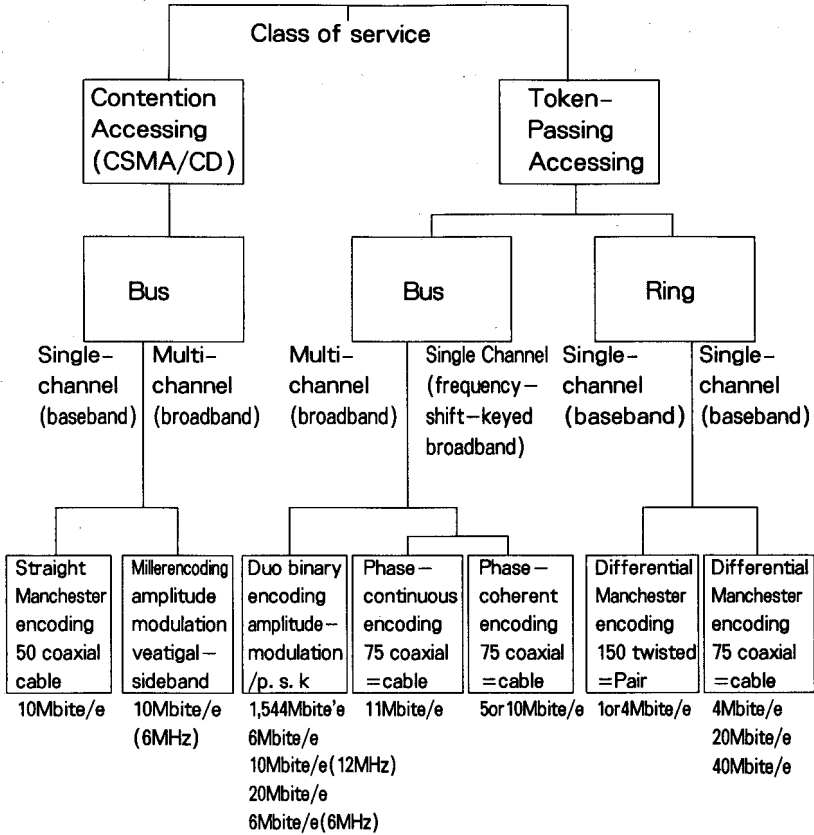 Class of service
Contention
Accessing
(CSMA/CD)
Token-
Passing
Accessing
Bus
Bus
Ring
Single-
channel
(baseband)
Multi-
channel
(broadband)
Multi-
channel
(broadband)
Single Channel
(frequency-
shift-keyed
broadband)
Single-
channel
(baseband)
Single-
channel
(baseband)
Straight
Manchester
encoding
50 coaxial
cable
10Mbite/e
Millerencoding
amplitude
modulation
veatigal-
sideband
10Mbite/e
(6MHz)
Duo binary
encoding
amplitude-
modulation
/p. s. k
1,544Mbite'e
6Mbite/e
10Mbite/e(12MHz)
20Mbite/e
6Mbite/e(6MHz)
Phase-
continuous
encoding
75 coaxial
=cable
11Mbite/e
Phase-
coherent
encoding
75 coaxial
=cable
5or10Mbite/e
Differential
Manchester
encoding
150 twisted
=Pair
1or4Mbite/e
Differential
Manchester
encoding
75 coaxial
=cable
4Mbite/e
20Mbite/e
40Mbite/e